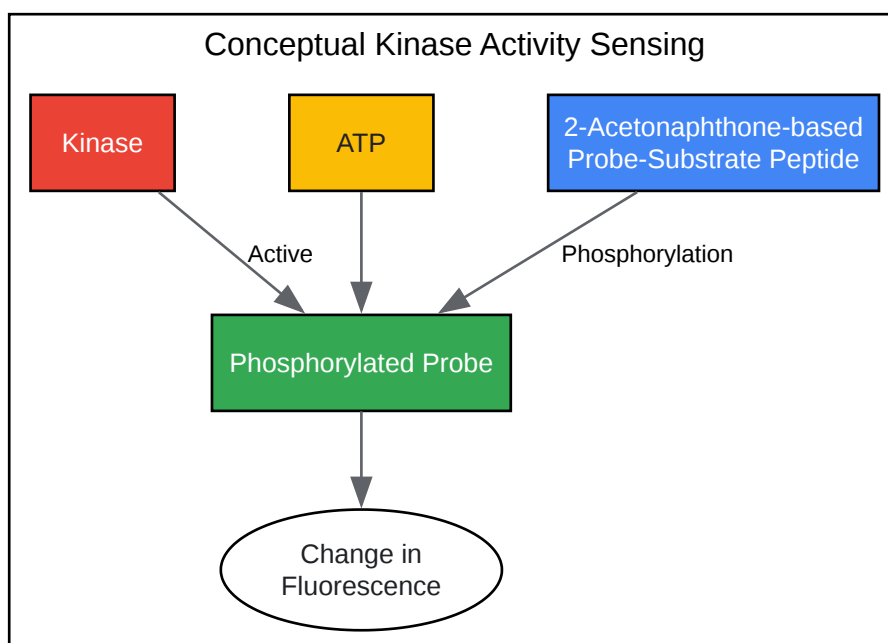 Conceptual Kinase Activity Sensing
Kinase
ATP
2-Acetonaphthone-based
Probe-Substrate Peptide
Active
Phosphorylation
Phosphorylated Probe
Change in
Fluorescence